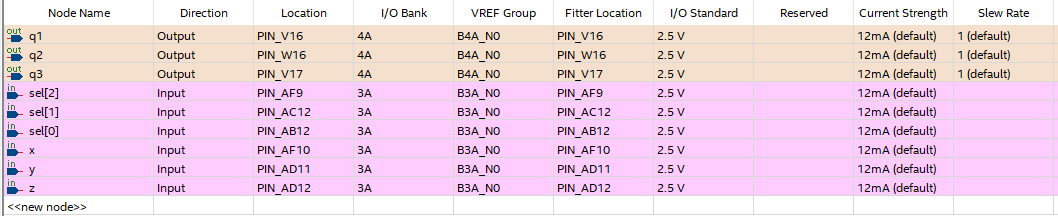 Node Name Direction Location I/O Bank VREF Group Fitter Location I/O Standard Reserved Current Strength Slew Rate
out q1 Output PIN_V16 4A B4A_N0 PIN_V16 2.5 V 12mA (default) 1 (default)
out q2 Output PIN_W16 4A B4A_N0 PIN_W16 2.5 V 12mA (default) 1 (default)
out q3 Output PIN_V17 4A B4A_N0 PIN_V17 2.5 V 12mA (default) 1 (default)
in sel[2] Input PIN_AF9 3A B3A_N0 PIN_AF9 2.5 V 12mA (default)
in sel[1] Input PIN_AC12 3A B3A_N0 PIN_AC12 2.5 V 12mA (default)
in sel[0] Input PIN_AB12 3A B3A_N0 PIN_AB12 2.5 V 12mA (default)
in x Input PIN_AF10 3A B3A_N0 PIN_AF10 2.5 V 12mA (default)
in y Input PIN_AD11 3A B3A_N0 PIN_AD11 2.5 V 12mA (default)
in z Input PIN_AD12 3A B3A_N0 PIN_AD12 2.5 V 12mA (default)
<<new node>>